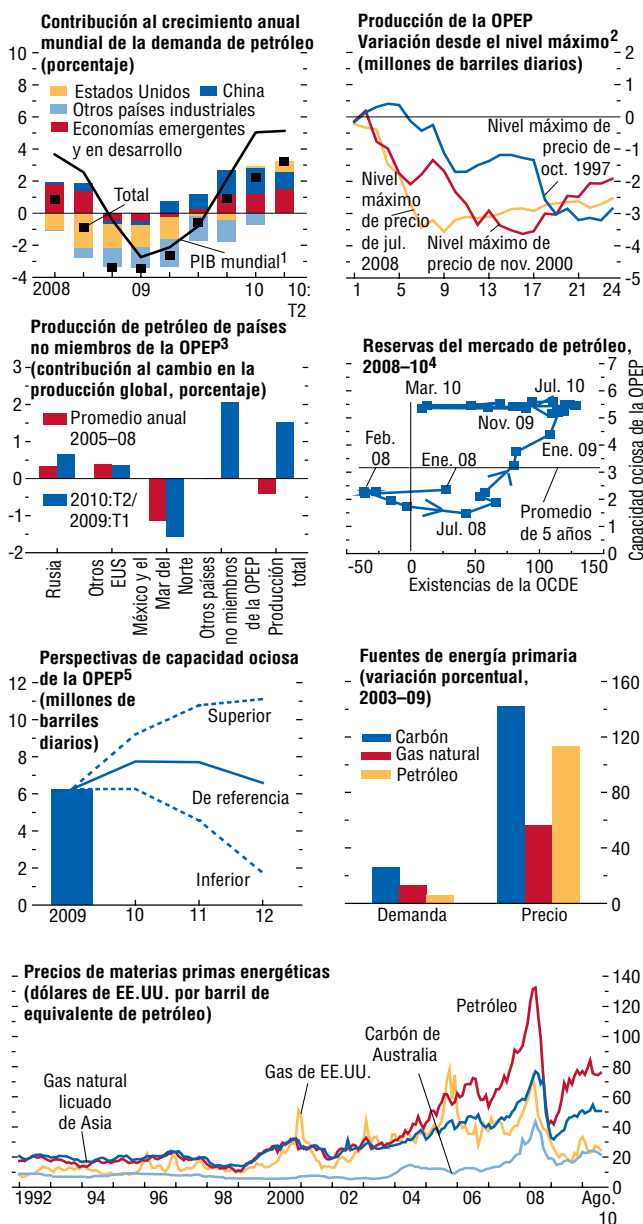 Contribución al crecimiento anual
mundial de la demanda de petróleo
(porcentaje)
Estados Unidos
China
Otros países industriales
Economías emergentes
y en desarrollo
Total
PIB mundial1
10
8
6
4
2
0
–2
–4
2008
09
10
10:
T2
Producción de la OPEP
Variación desde el nivel máximo2
(millones de barriles diarios)
Nivel máximo de
precio de
oct. 1997
Nivel
máximo
de precio
de jul.
2008
Nivel máximo de
precio de nov. 2000
2
1
0
–1
–2
–3
–4
–5
1
5
9
13
17
21
24
Producción de petróleo de países
no miembros de la OPEP3
(contribución al cambio en la
producción global, porcentaje)
Promedio anual
2005–08
2010:T2/
2009:T1
3
2
1
0
-1
-2
Rusia
Otros
EUS
México y el
Mar del
Norte
Otros países
no miembros
de la OPEP
Producción
total
Reservas del mercado de petróleo,
2008–104
Mar. 10
Jul. 10
Nov. 09
Feb.
08
Ene. 08
Ene. 09
Jul. 08
Promedio
de 5 años
7
6
5
4
3
2
1
0
Capacidad ociosa de la OPEP
-50
0
50
100
150
Existencias de la OCDE
Perspectivas de capacidad ociosa
de la OPEP5
(millones de
barriles
diarios)
Superior
De referencia
Inferior
12
10
8
6
4
2
0
2009
10
11
12
Fuentes de energía primaria
(variación porcentual,
2003–09)
Carbón
Gas natural
Petróleo
160
120
80
40
0
Demanda
Precio
Precios de materias primas energéticas
(dólares de EE.UU. por barril de
equivalente de petróleo)
Petróleo
Carbón de
Australia
Gas de EE.UU.
Gas natural
licuado
de Asia
140
120
100
80
60
40
20
0
1992
94
96
98
2000
02
04
06
08
Ago.
10